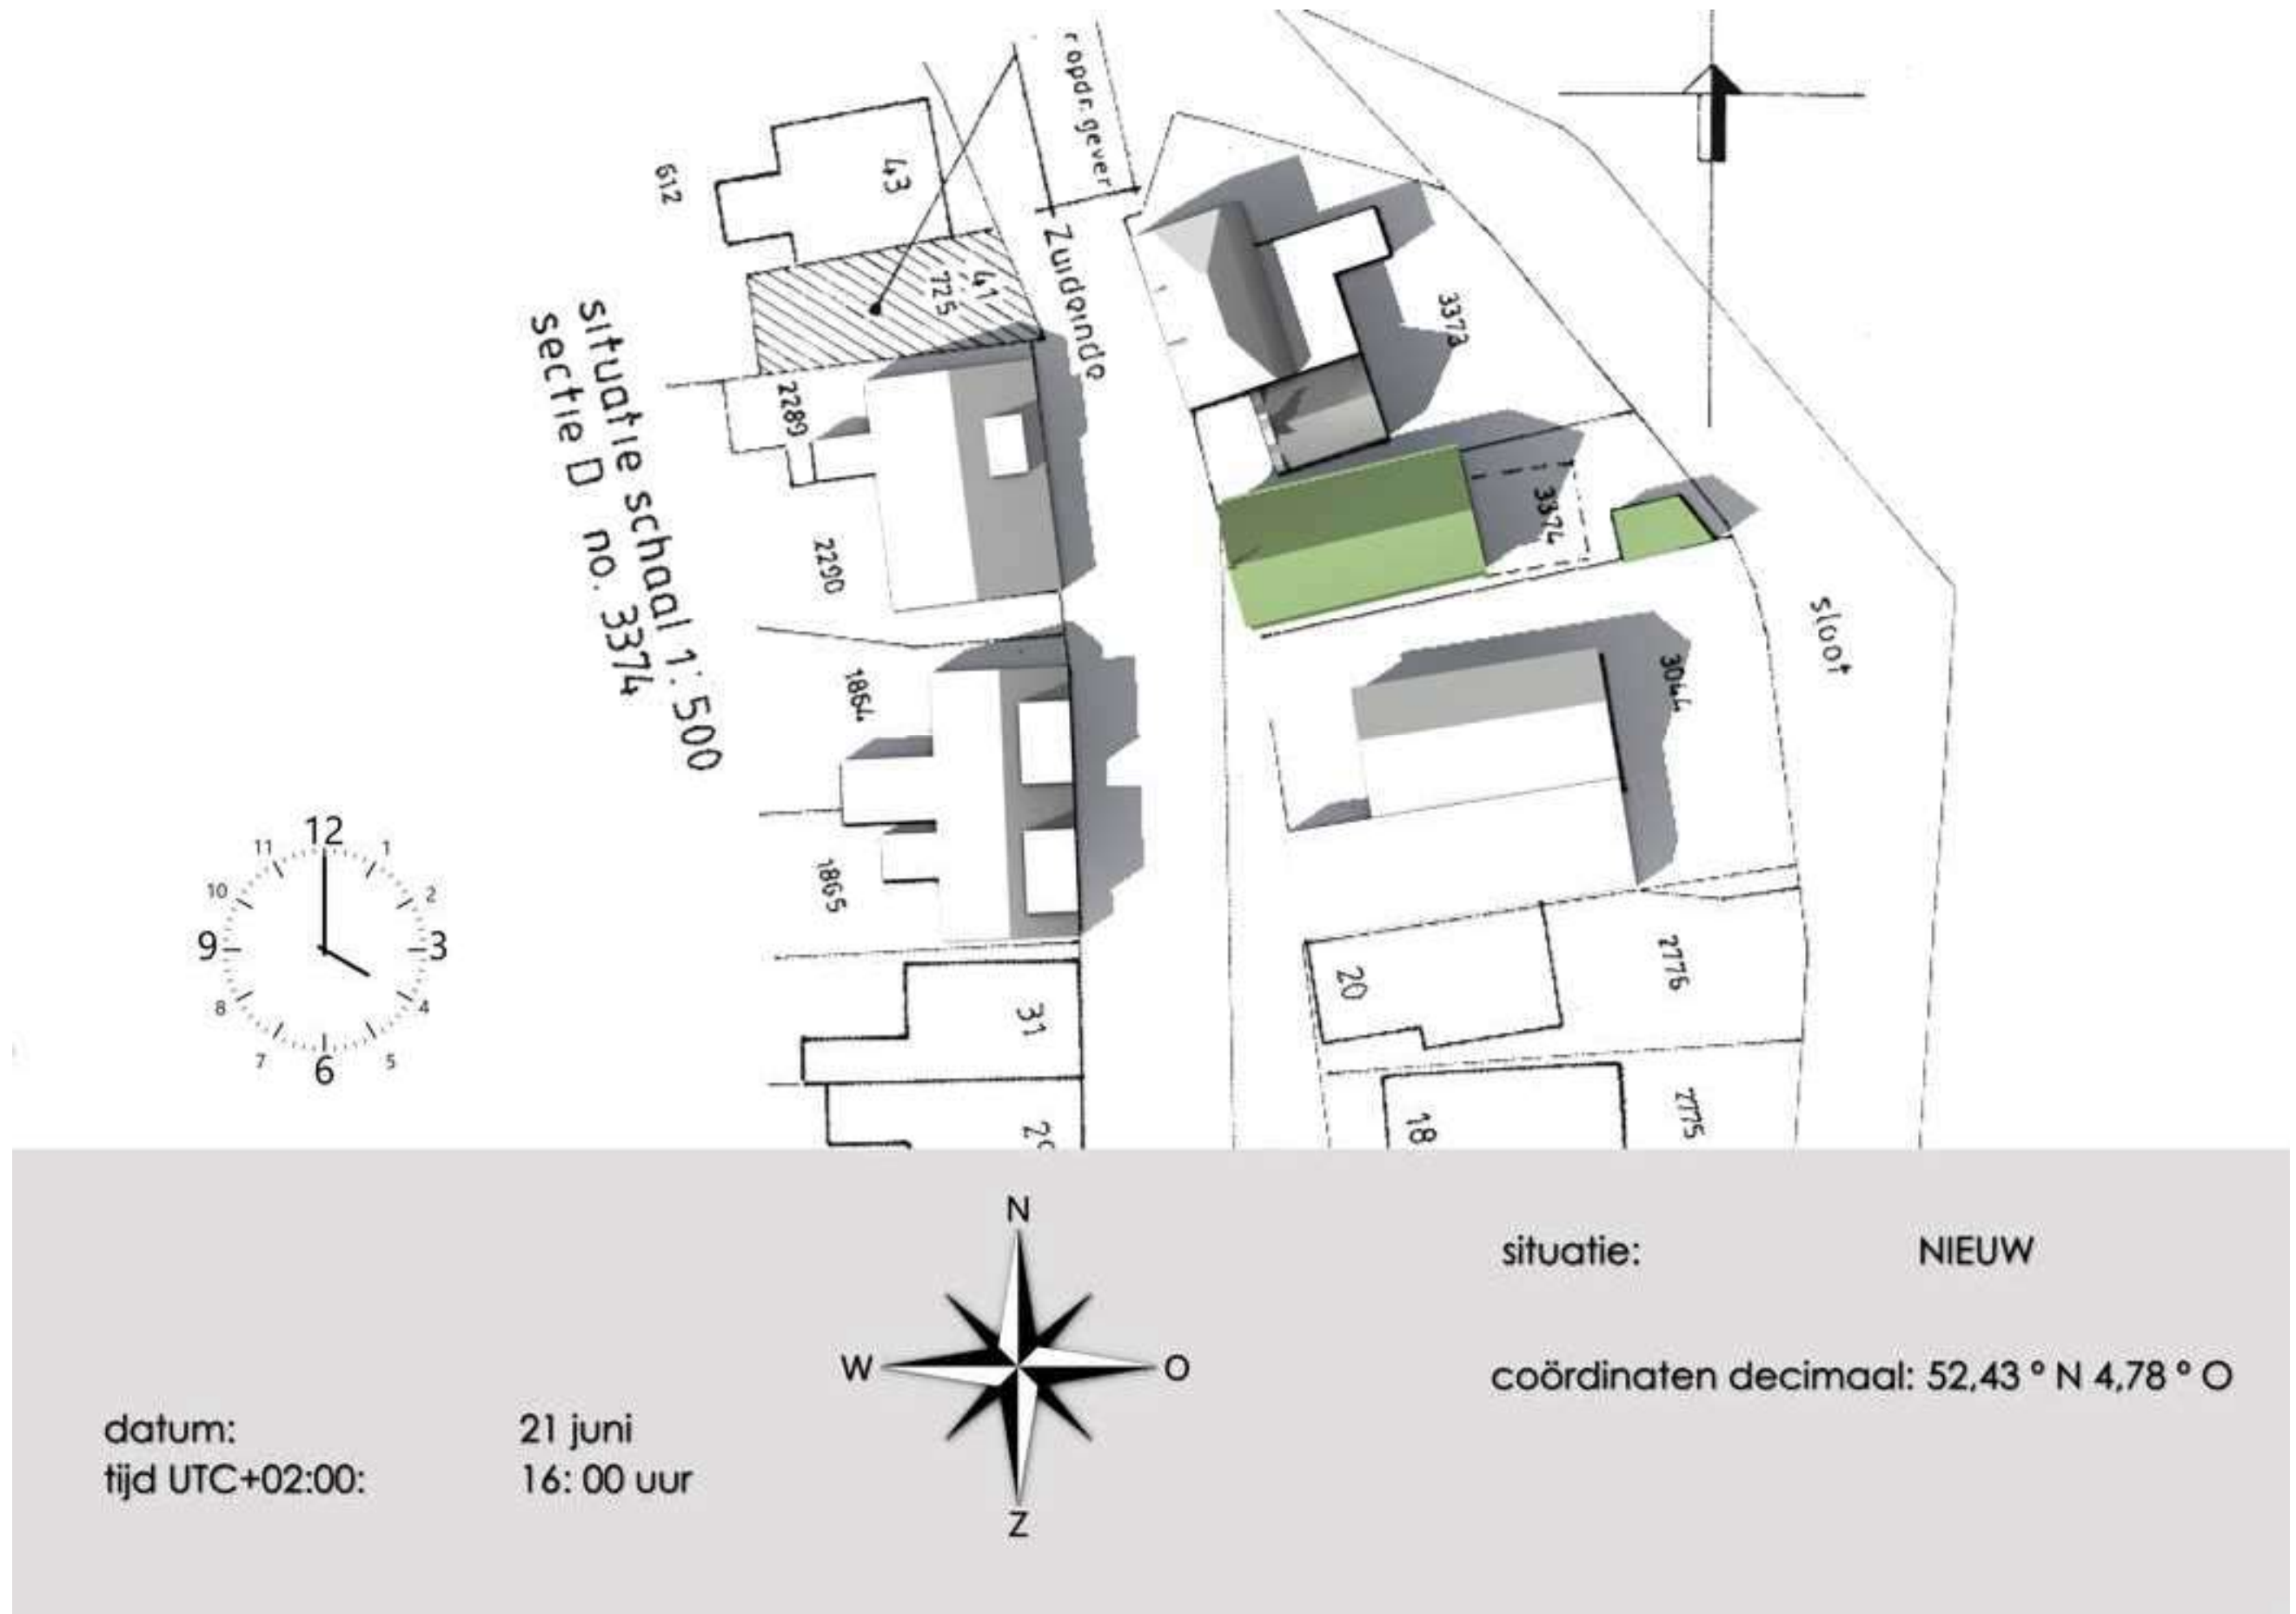 ropdr.gever
43
612
41
725
Zuideinde
3373
situatie schaal 1: 500
sectie D no. 3374
2289
3374
2290
sloot
1864
3044
1865
12
11
1
10
2
9
3
8
4
7
5
6
20
2776
31
18
2775
N
W
O
Z
situatie: NIEUW
coördinaten decimaal: 52,43 º N 4,78 º O
datum: 21 juni
tijd UTC+02:00: 16: 00 uur